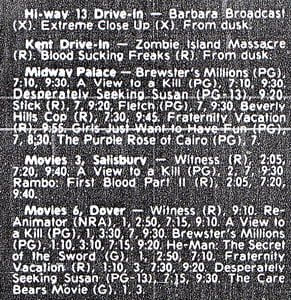 Hi-way 13 Drive-In — Barbara Broadcast
(X). Extreme Close Up (X). From dusk.
Kent Drive-In — Zombie Island Massacre
(R). Blood Sucking Freaks (R). From dusk.
Midway Palace — Brewster's Millions (PG),
7:10, 9:30. A View to a Kill (PG), 7:10, 9:30.
Desperately Seeking Susan (PG-13), 9:20.
Stick (R), 7, 9:20, Fletch (PG), 7, 9:30. Beverly
Hills Cop (R), 7:30, 9:45. Fraternity Vacation
(R), 9:55. Girls Just Want to Have Fun (PG),
7, 8:30. The Purple Rose of Cairo (PG), 7.
Movies 3, Salisbury — Witness (R), 2:05,
7:20, 9:40. A View to a Kill (PG), 2, 7, 9:30
Rambo: First Blood Part II (R), 2:05, 7:20,
9:40.
Movies 6, Dover — Witness (R), 9:10. Re-
Animator (NRA), 1, 2:50, 7:15, 9:10. A View to
a Kill (PG), 1, 3:30, 7, 9:30. Brewster's Millions
(PG), 1:10, 3:10, 7:15, 9:20. He-Man: The Secret
of the Sword (G), 1, 2:50, 7:10. Fraternity
Vacation (R), 1:10, 3, 7:30, 9:20. Desperately
Seeking Susan (PG-13), 7:15, 9:30. The Care
Bears Movie (G), 1, 3.